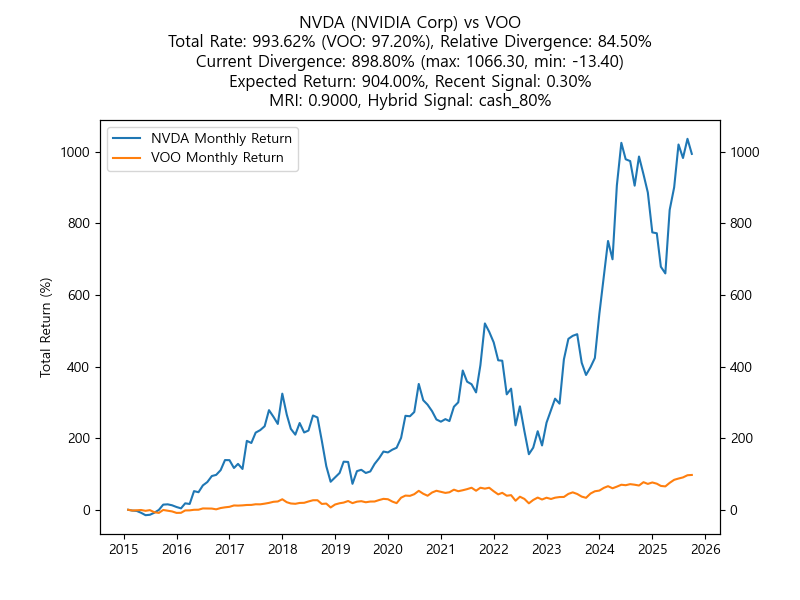 NVDA (NVIDIA Corp) vs VOO
Total Rate: 993.62% (VOO: 97.20%), Relative Divergence: 84.50%
Current Divergence: 898.80% (max: 1066.30, min: -13.40)
Expected Return: 904.00%, Recent Signal: 0.30%
MRI: 0.9000, Hybrid Signal: cash_80%
NVDA Monthly Return
VOO Monthly Return
Total Return (%)
1000
800
600
400
200
0
1000
800
600
400
200
0
2015 2016 2017 2018 2019 2020 2021 2022 2023 2024 2025 2026